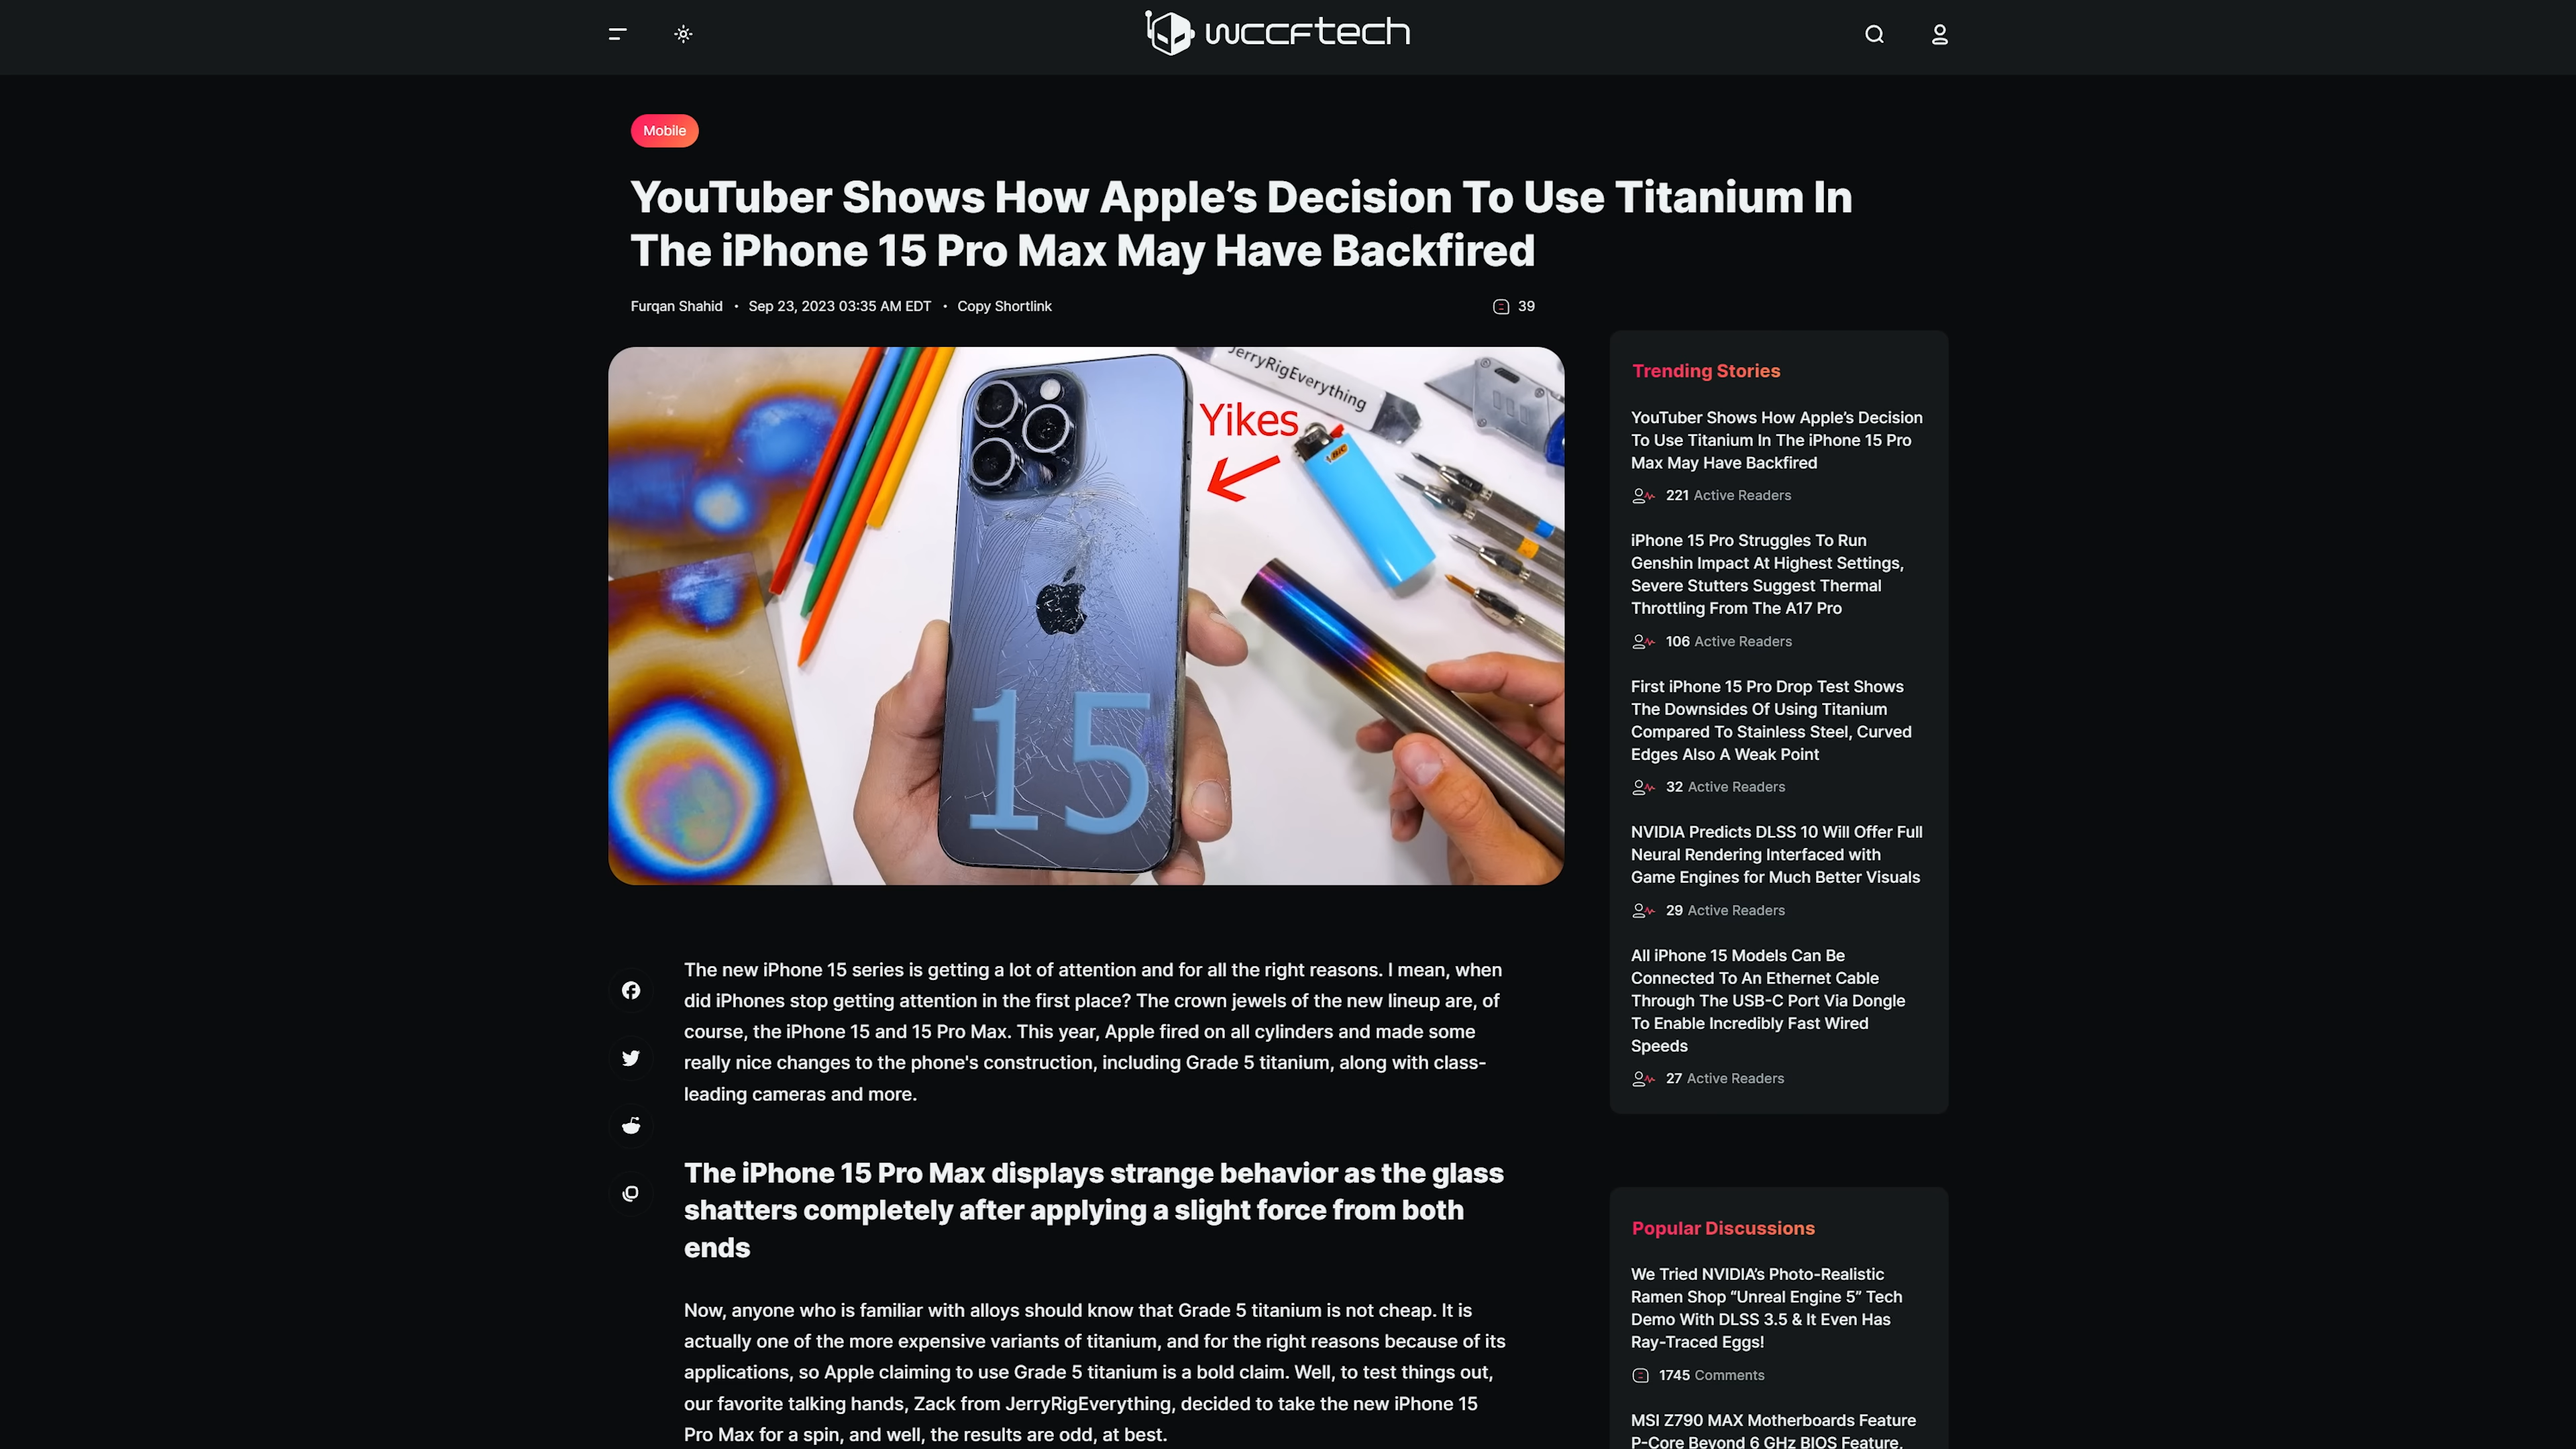 wccftech
Mobile
YouTuber Shows How Apple’s Decision To Use Titanium In
The iPhone 15 Pro Max May Have Backfired
Furqan Shahid • Sep 23, 2023 03:35 AM EDT • Copy Shortlink
39
JerryRigEverything
Yikes
BIC
15
The new iPhone 15 series is getting a lot of attention and for all the right reasons. I mean, when
did iPhones stop getting attention in the first place? The crown jewels of the new lineup are, of
course, the iPhone 15 and 15 Pro Max. This year, Apple fired on all cylinders and made some
really nice changes to the phone's construction, including Grade 5 titanium, along with class-
leading cameras and more.
The iPhone 15 Pro Max displays strange behavior as the glass
shatters completely after applying a slight force from both
ends
Now, anyone who is familiar with alloys should know that Grade 5 titanium is not cheap. It is
actually one of the more expensive variants of titanium, and for the right reasons because of its
applications, so Apple claiming to use Grade 5 titanium is a bold claim. Well, to test things out,
our favorite talking hands, Zack from JerryRigEverything, decided to take the new iPhone 15
Pro Max for a spin, and well, the results are odd, at best.
Trending Stories
YouTuber Shows How Apple’s Decision
To Use Titanium In The iPhone 15 Pro
Max May Have Backfired
221 Active Readers
iPhone 15 Pro Struggles To Run
Genshin Impact At Highest Settings,
Severe Stutters Suggest Thermal
Throttling From The A17 Pro
106 Active Readers
First iPhone 15 Pro Drop Test Shows
The Downsides Of Using Titanium
Compared To Stainless Steel, Curved
Edges Also A Weak Point
32 Active Readers
NVIDIA Predicts DLSS 10 Will Offer Full
Neural Rendering Interfaced with
Game Engines for Much Better Visuals
29 Active Readers
All iPhone 15 Models Can Be
Connected To An Ethernet Cable
Through The USB-C Port Via Dongle
To Enable Incredibly Fast Wired
Speeds
27 Active Readers
Popular Discussions
We Tried NVIDIA’s Photo-Realistic
Ramen Shop “Unreal Engine 5” Tech
Demo With DLSS 3.5 & It Even Has
Ray-Traced Eggs!
1745 Comments
MSI Z790 MAX Motherboards Feature
P-Core Beyond 6 GHz BIOS Feature,